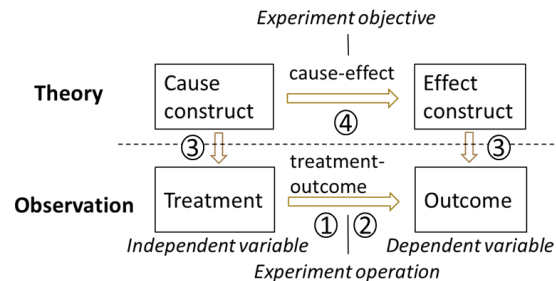 Experiment objective
Theory
Cause
construct
cause-effect
④
Effect
construct
③
③
Observation
Treatment
treatment-
outcome
① ②
Outcome
Independent variable
Dependent variable
Experiment operation